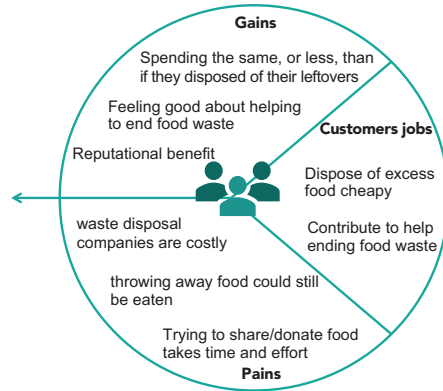 Gains
Spending the same, or less, than
if they disposed of their leftovers
Feeling good about helping
to end food waste
Reputational benefit
Customers jobs
Dispose of excess
food cheapy
Contribute to help
ending food waste
waste disposal
companies are costly
throwing away food could still
be eaten
Trying to share/donate food
takes time and effort
Pains